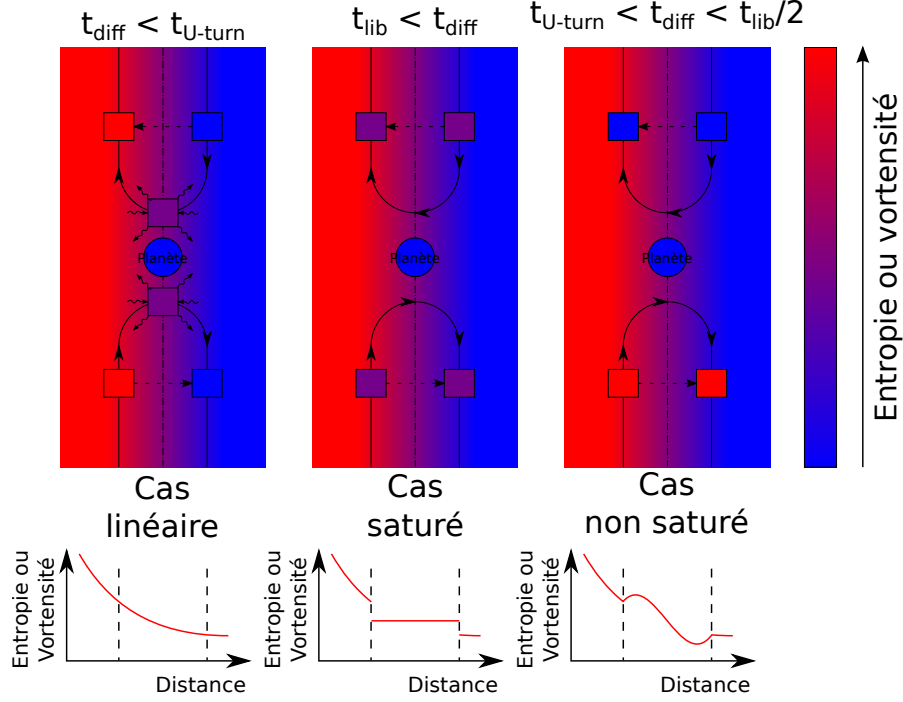 t_diff < t_U-turn
t_lib < t_diff
t_U-turn < t_diff < t_lib/2
Planète
Planète
Planète
Entropie ou vortensité
Cas
linéaire
Cas
saturé
Cas
non saturé
Entropie ou
Vortensité
Distance
Entropie ou
Vortensité
Distance
Entropie ou
Vortensité
Distance